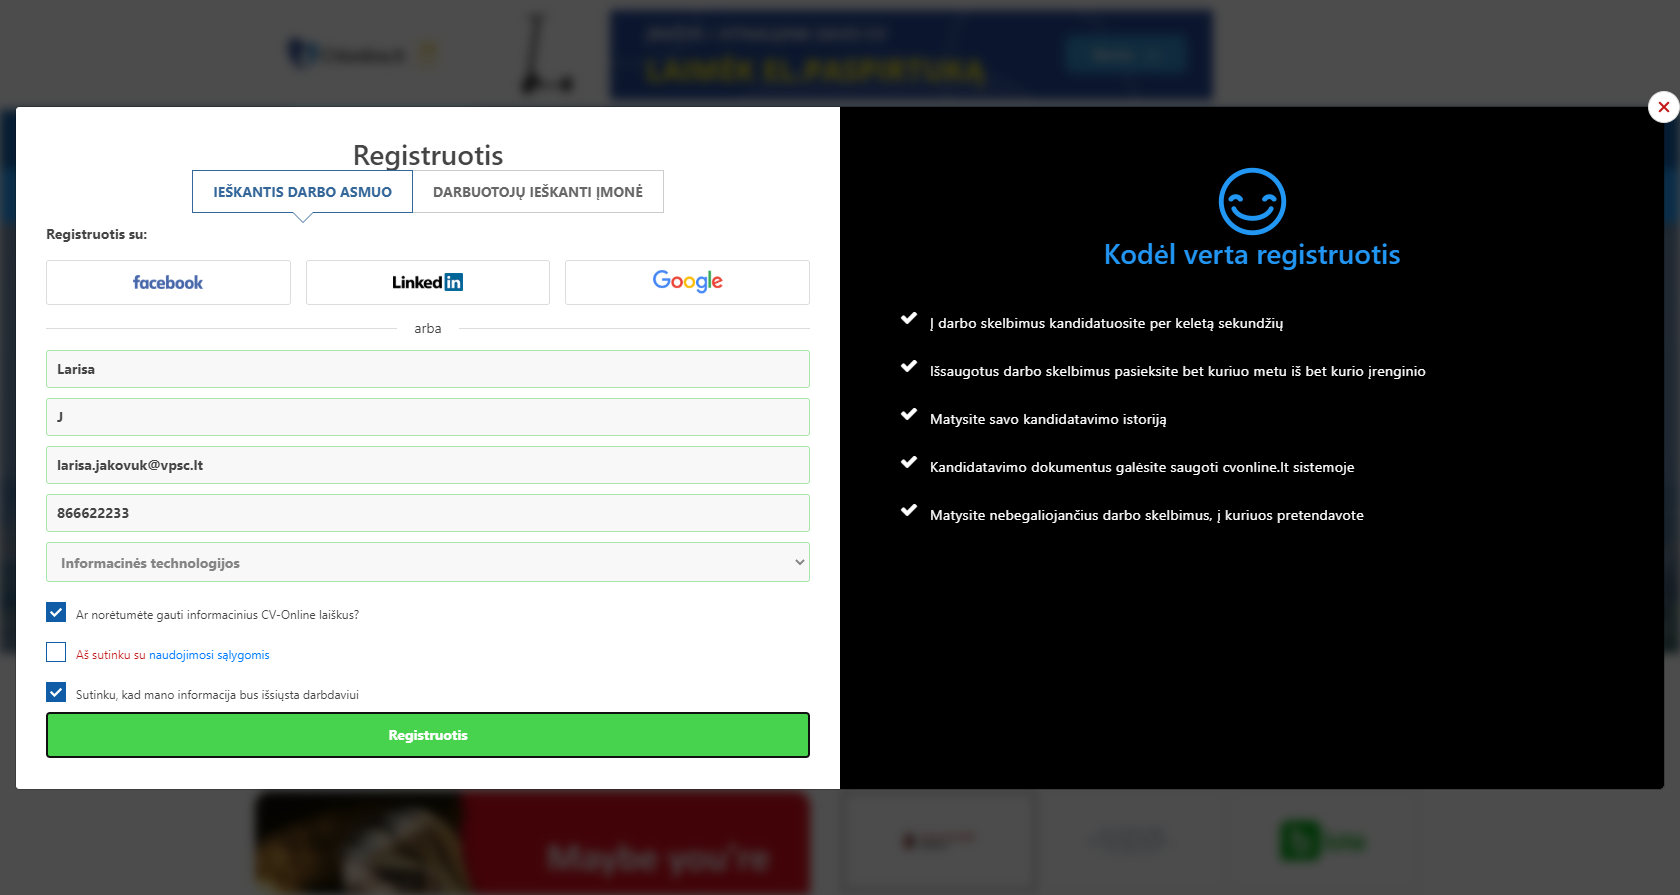 LAIMĖK EL.PASPIRTUKĄ
Registruotis
IEŠKANTIS DARBO ASMUO
DARBUOTOJŲ IEŠKANTI ĮMONĖ
Registruotis su:
facebook
Linkedin
Google
arba
Larisa
J
larisa.jakovuk@vpsc.lt
866622233
Informacinės technologijos
Ar norėtumėte gauti informacinius CV-Online laiškus?
Aš sutinku su naudojimosi sąlygomis
Sutinku, kad mano informacija bus išsiųsta darbdaviui
Registruotis
Kodėl verta registruotis
Į darbo skelbimus kandidatuosite per keletą sekundžių
Išsaugotus darbo skelbimus pasieksite bet kuriuo metu iš bet kurio įrenginio
Matysite savo kandidatavimo istoriją
Kandidatavimo dokumentus galėsite saugoti cvonline.lt sistemoje
Matysite nebegaliojančius darbo skelbimus, į kuriuos pretendavote
Maybe you're